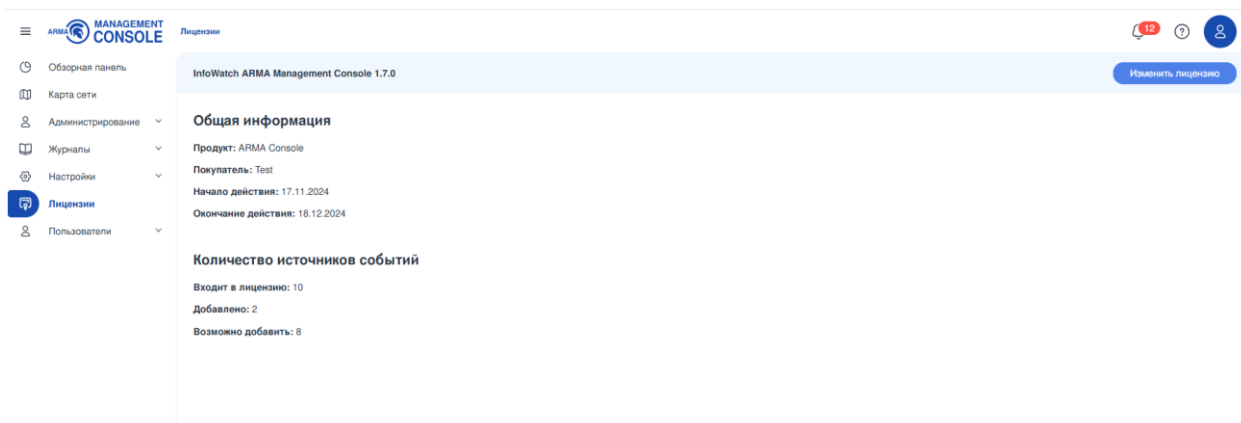 ARMA MANAGEMENT CONSOLE
Лицензии
12
?
Обзорная панель
Карта сети
Администрирование
Журналы
Настройки
Лицензии
Пользователи
InfoWatch ARMA Management Console 1.7.0
Изменить лицензию
Общая информация
Продукт: ARMA Console
Покупатель: Test
Начало действия: 17.11.2024
Окончание действия: 18.12.2024
Количество источников событий
Входит в лицензию: 10
Добавлено: 2
Возможно добавить: 8